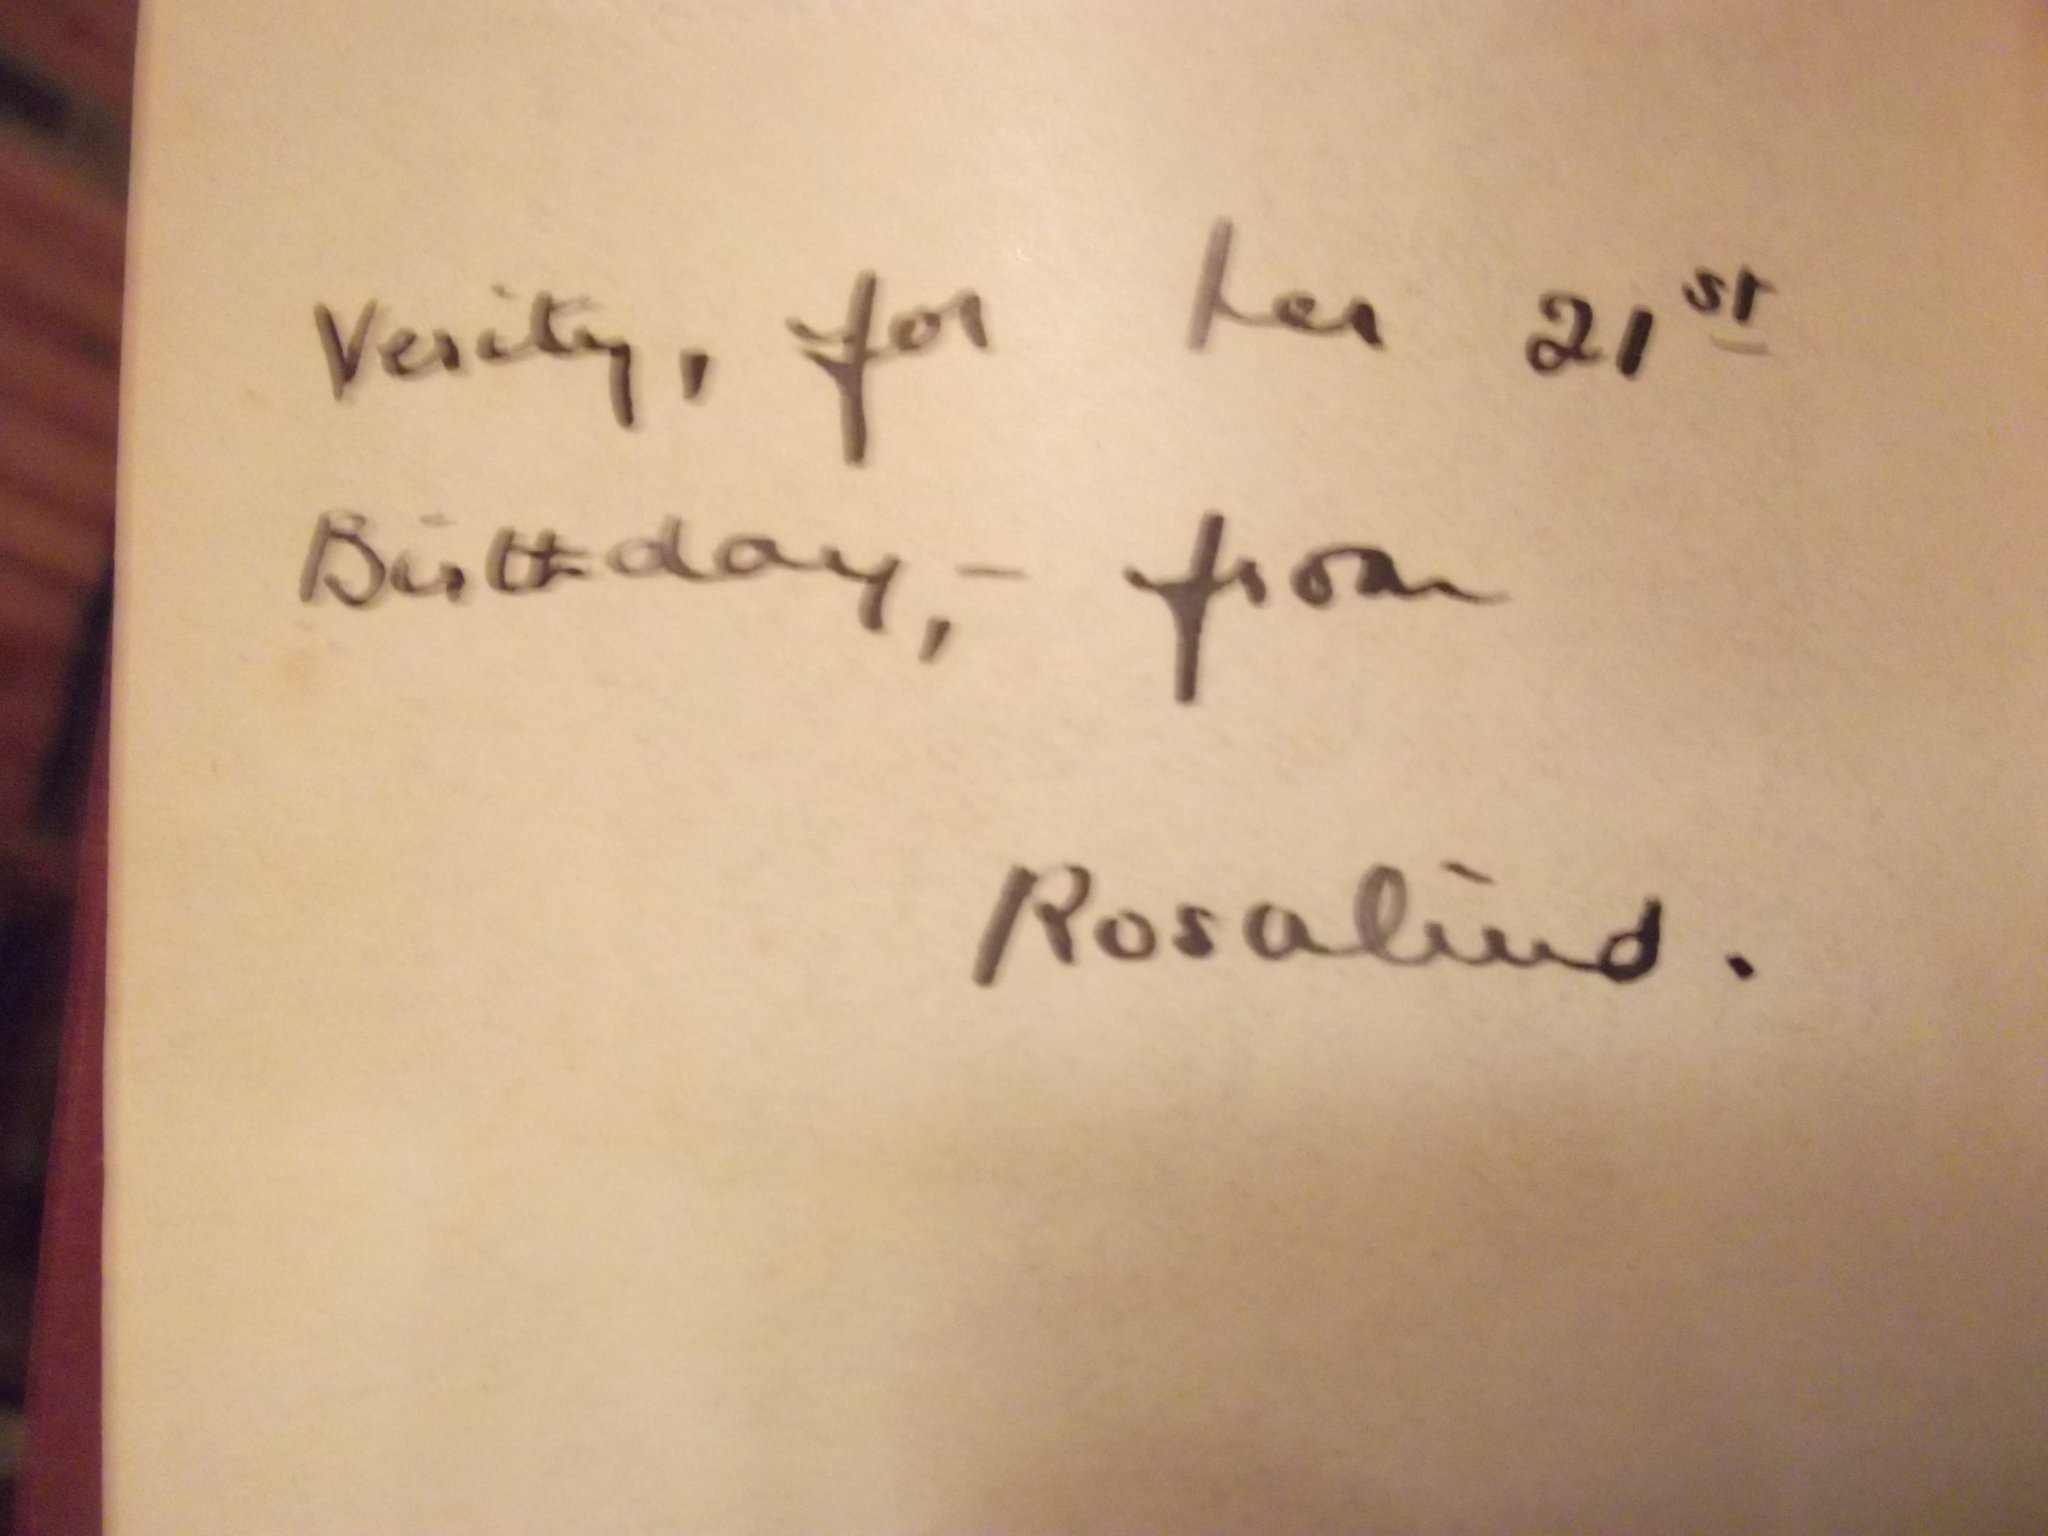 Verity, for her 21st
Birthday, - from
Rosalind.